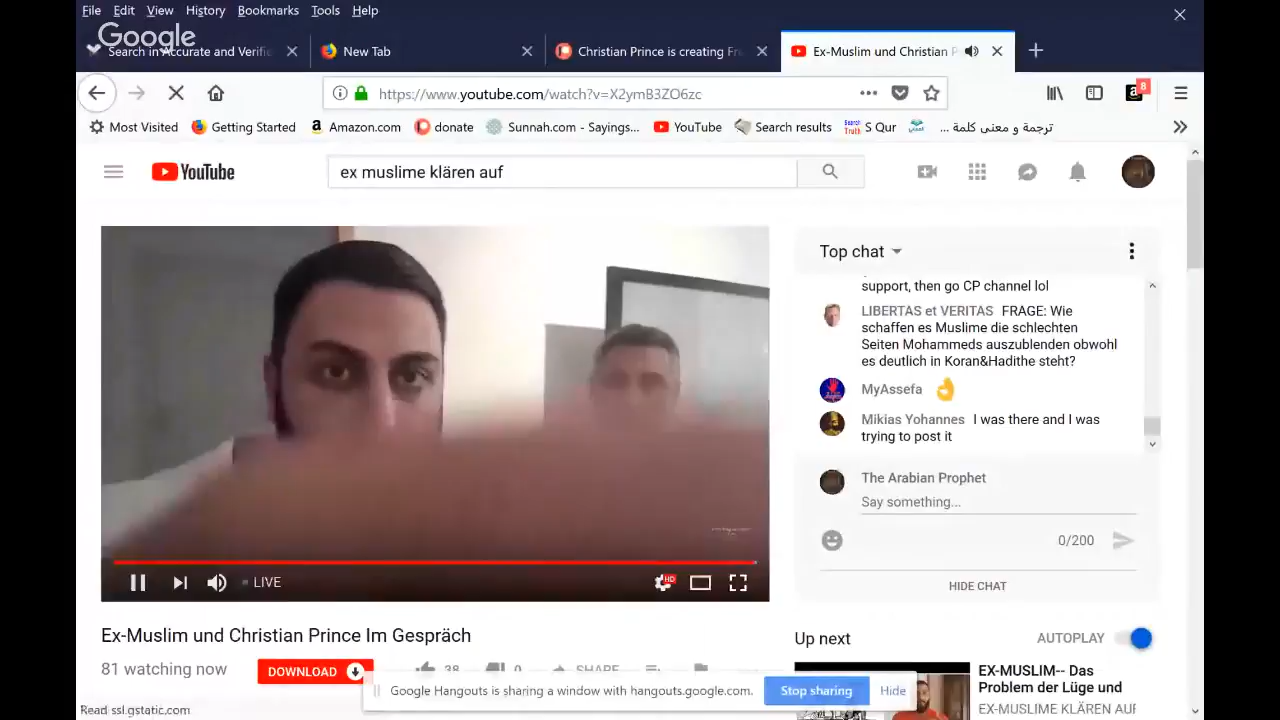 File Edit View History Bookmarks Tools Help
Google
Search in Accurate and Verifi
New Tab
Christian Prince is creating Fr
Ex-Muslim und Christian P
https://www.youtube.com/watch?v=X2ymB3ZO6zc
8
Most Visited Getting Started Amazon.com donate Sunnah.com - Sayings... YouTube Search results S Qur ترجمة و معنى كلمة ...
YouTube
ex muslime klären auf
Top chat
support, then go CP channel lol
LIBERTAS et VERITAS FRAGE: Wie
schaffen es Muslime die schlechten
Seiten Mohammeds auszublenden obwohl
es deutlich in Koran&Hadithe steht?
MyAssefa
Mikias Yohannes I was there and I was
trying to post it
The Arabian Prophet
Say something...
0/200
HIDE CHAT
LIVE
HD
Ex-Muslim und Christian Prince Im Gespräch
81 watching now
DOWNLOAD
38
0
SHARE
Up next
AUTOPLAY
EX-MUSLIM-- Das
Problem der Lüge und
EX-MUSLIME KLÄREN AUF
Google Hangouts is sharing a window with hangouts.google.com.
Stop sharing
Hide
Read ssl.gstatic.com